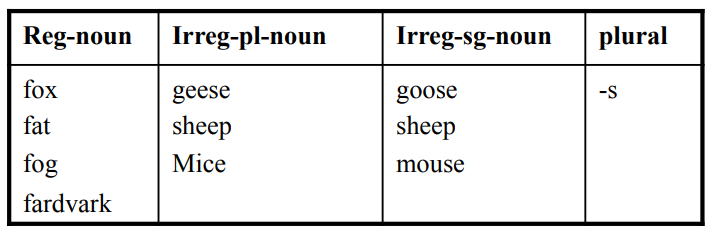 Reg-noun Irreg-pl-noun Irreg-sg-noun plural
fox geese goose -s
fat sheep sheep
fog Mice mouse
fardvark